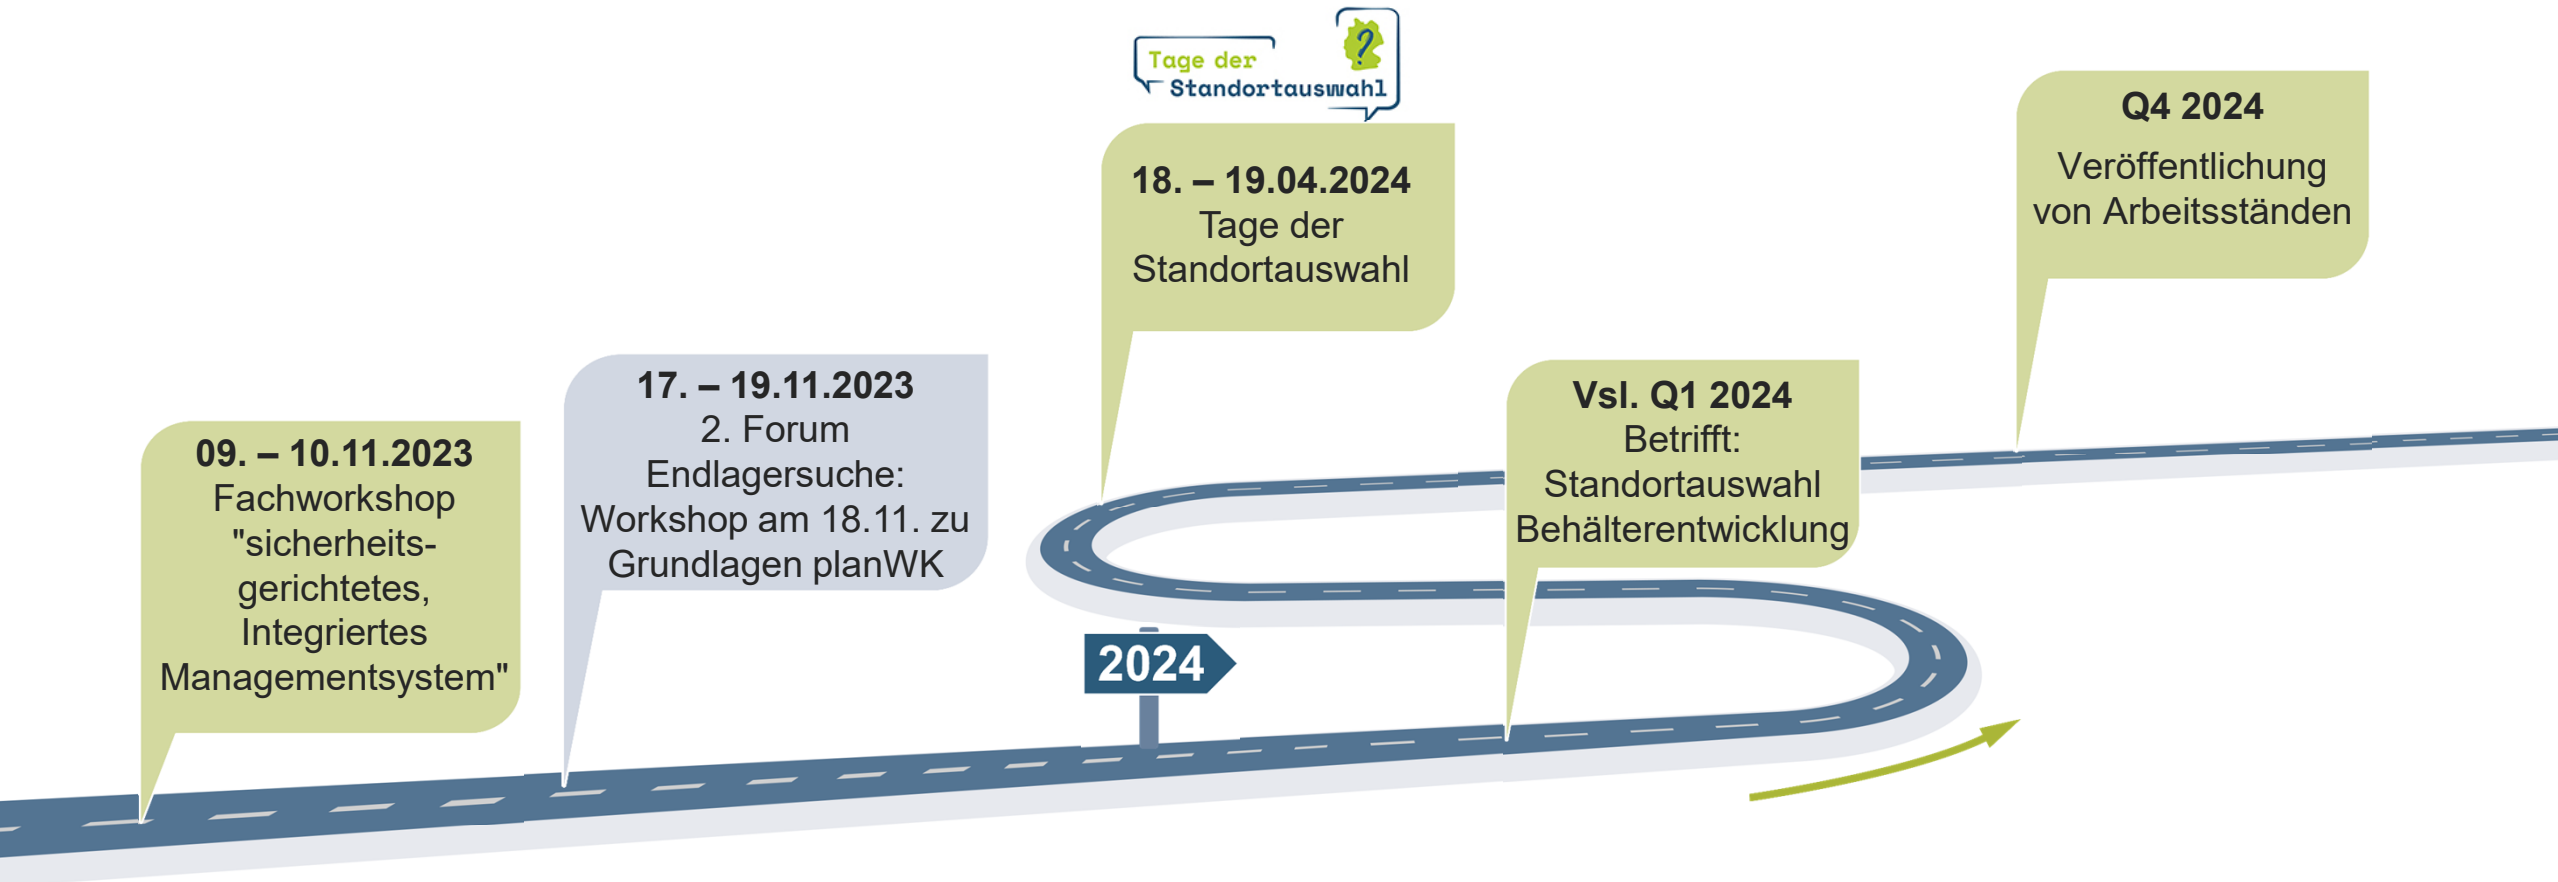 09. – 10.11.2023
Fachworkshop
"sicherheits-
gerichtetes,
Integriertes
Managementsystem"
17. – 19.11.2023
2. Forum
Endlagersuche:
Workshop am 18.11. zu
Grundlagen planWK
2024
Vsl. Q1 2024
Betrifft:
Standortauswahl
Behälterentwicklung
Tage der
Standortauswahl
?
18. – 19.04.2024
Tage der
Standortauswahl
Q4 2024
Veröffentlichung
von Arbeitsständen